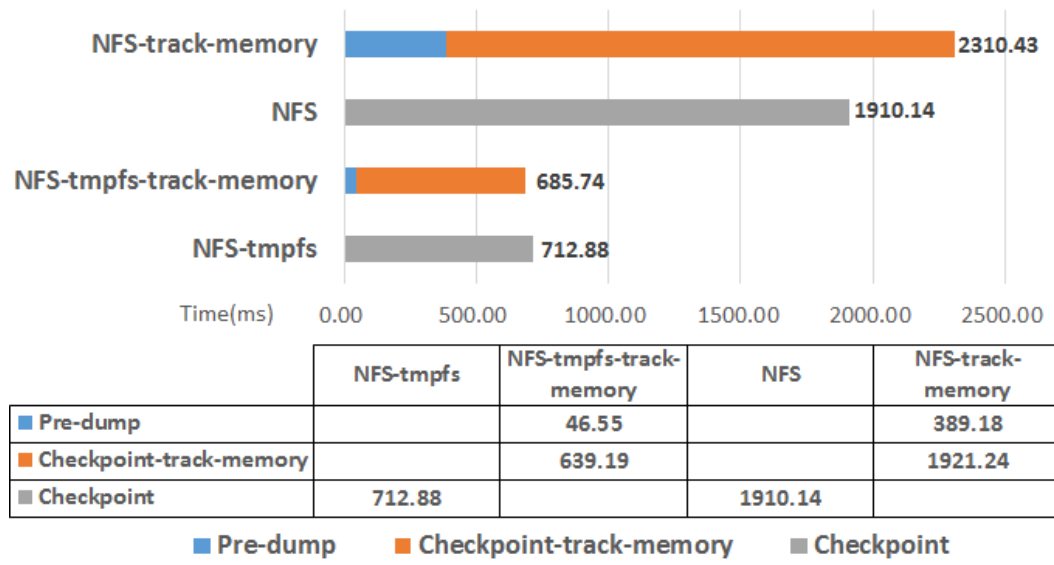 NFS-track-memory 2310.43
NFS 1910.14
NFS-tmpfs-track-memory 685.74
NFS-tmpfs 712.88
Time(ms) 0.00 500.00 1000.00 1500.00 2000.00 2500.00
NFS-tmpfs NFS-tmpfs-track-memory NFS NFS-track-memory
Pre-dump 46.55 389.18
Checkpoint-track-memory 639.19 1921.24
Checkpoint 712.88 1910.14
Pre-dump Checkpoint-track-memory Checkpoint